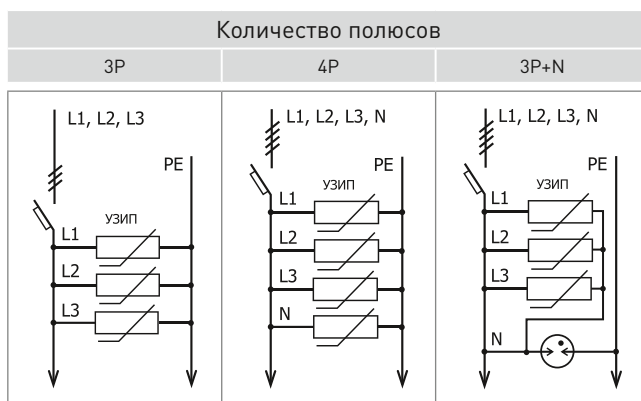 Количество полюсов
3P 4P 3P+N
L1, L2, L3
PE
УЗИП
L1
L2
L3
L1, L2, L3, N
PE
УЗИП
L1
L2
L3
N
L1, L2, L3, N
PE
УЗИП
L1
L2
L3
N